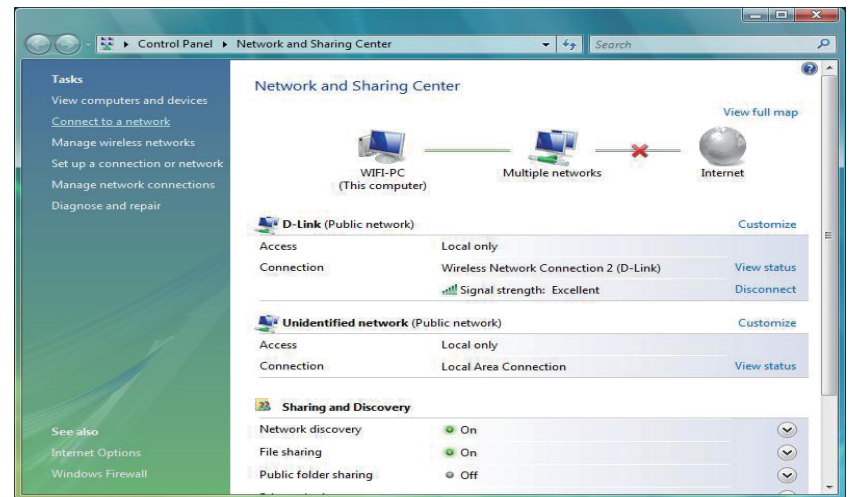 Control Panel Network and Sharing Center Search
Tasks
View computers and devices
Connect to a network
Manage wireless networks
Set up a connection or network
Manage network connections
Diagnose and repair
See also
Internet Options
Windows Firewall
Network and Sharing Center
View full map
WIFI-PC
(This computer)
Multiple networks
Internet
D-Link (Public network) Customize
Access Local only
Connection Wireless Network Connection 2 (D-Link) View status
Signal strength: Excellent Disconnect
Unidentified network (Public network) Customize
Access Local only
Connection Local Area Connection View status
Sharing and Discovery
Network discovery On
File sharing On
Public folder sharing Off